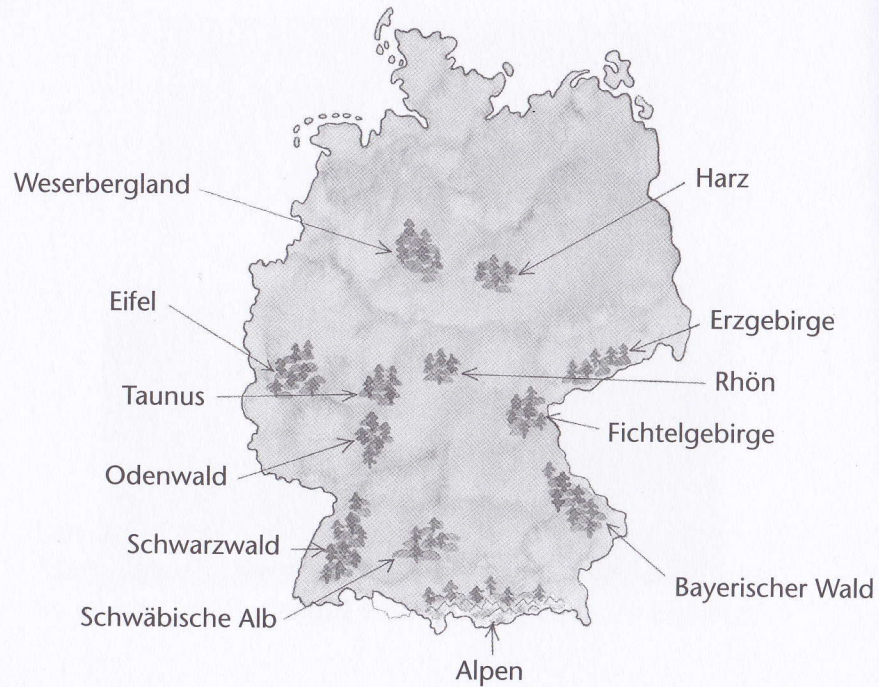 Weserbergland
Harz
Eifel
Erzgebirge
Taunus
Rhön
Fichtelgebirge
Odenwald
Schwarzwald
Bayerischer Wald
Schwäbische Alb
Alpen